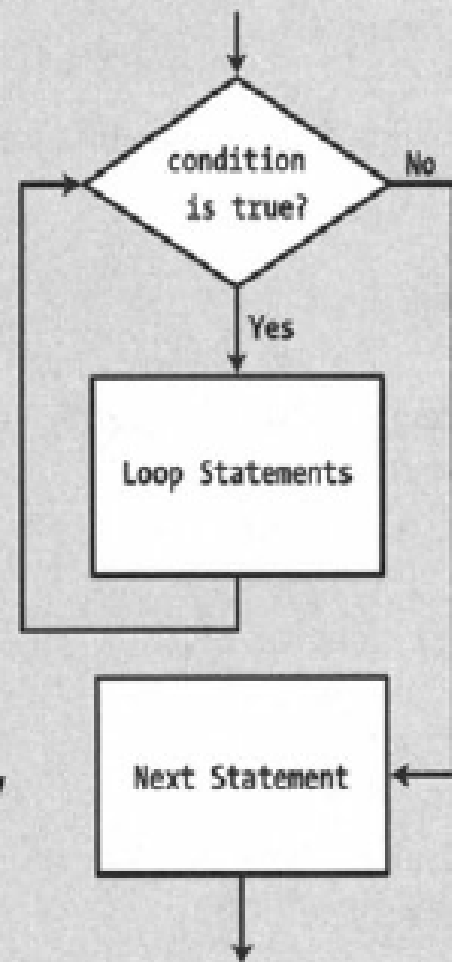 condition
is true?
No
Yes
Loop Statements
Next Statement